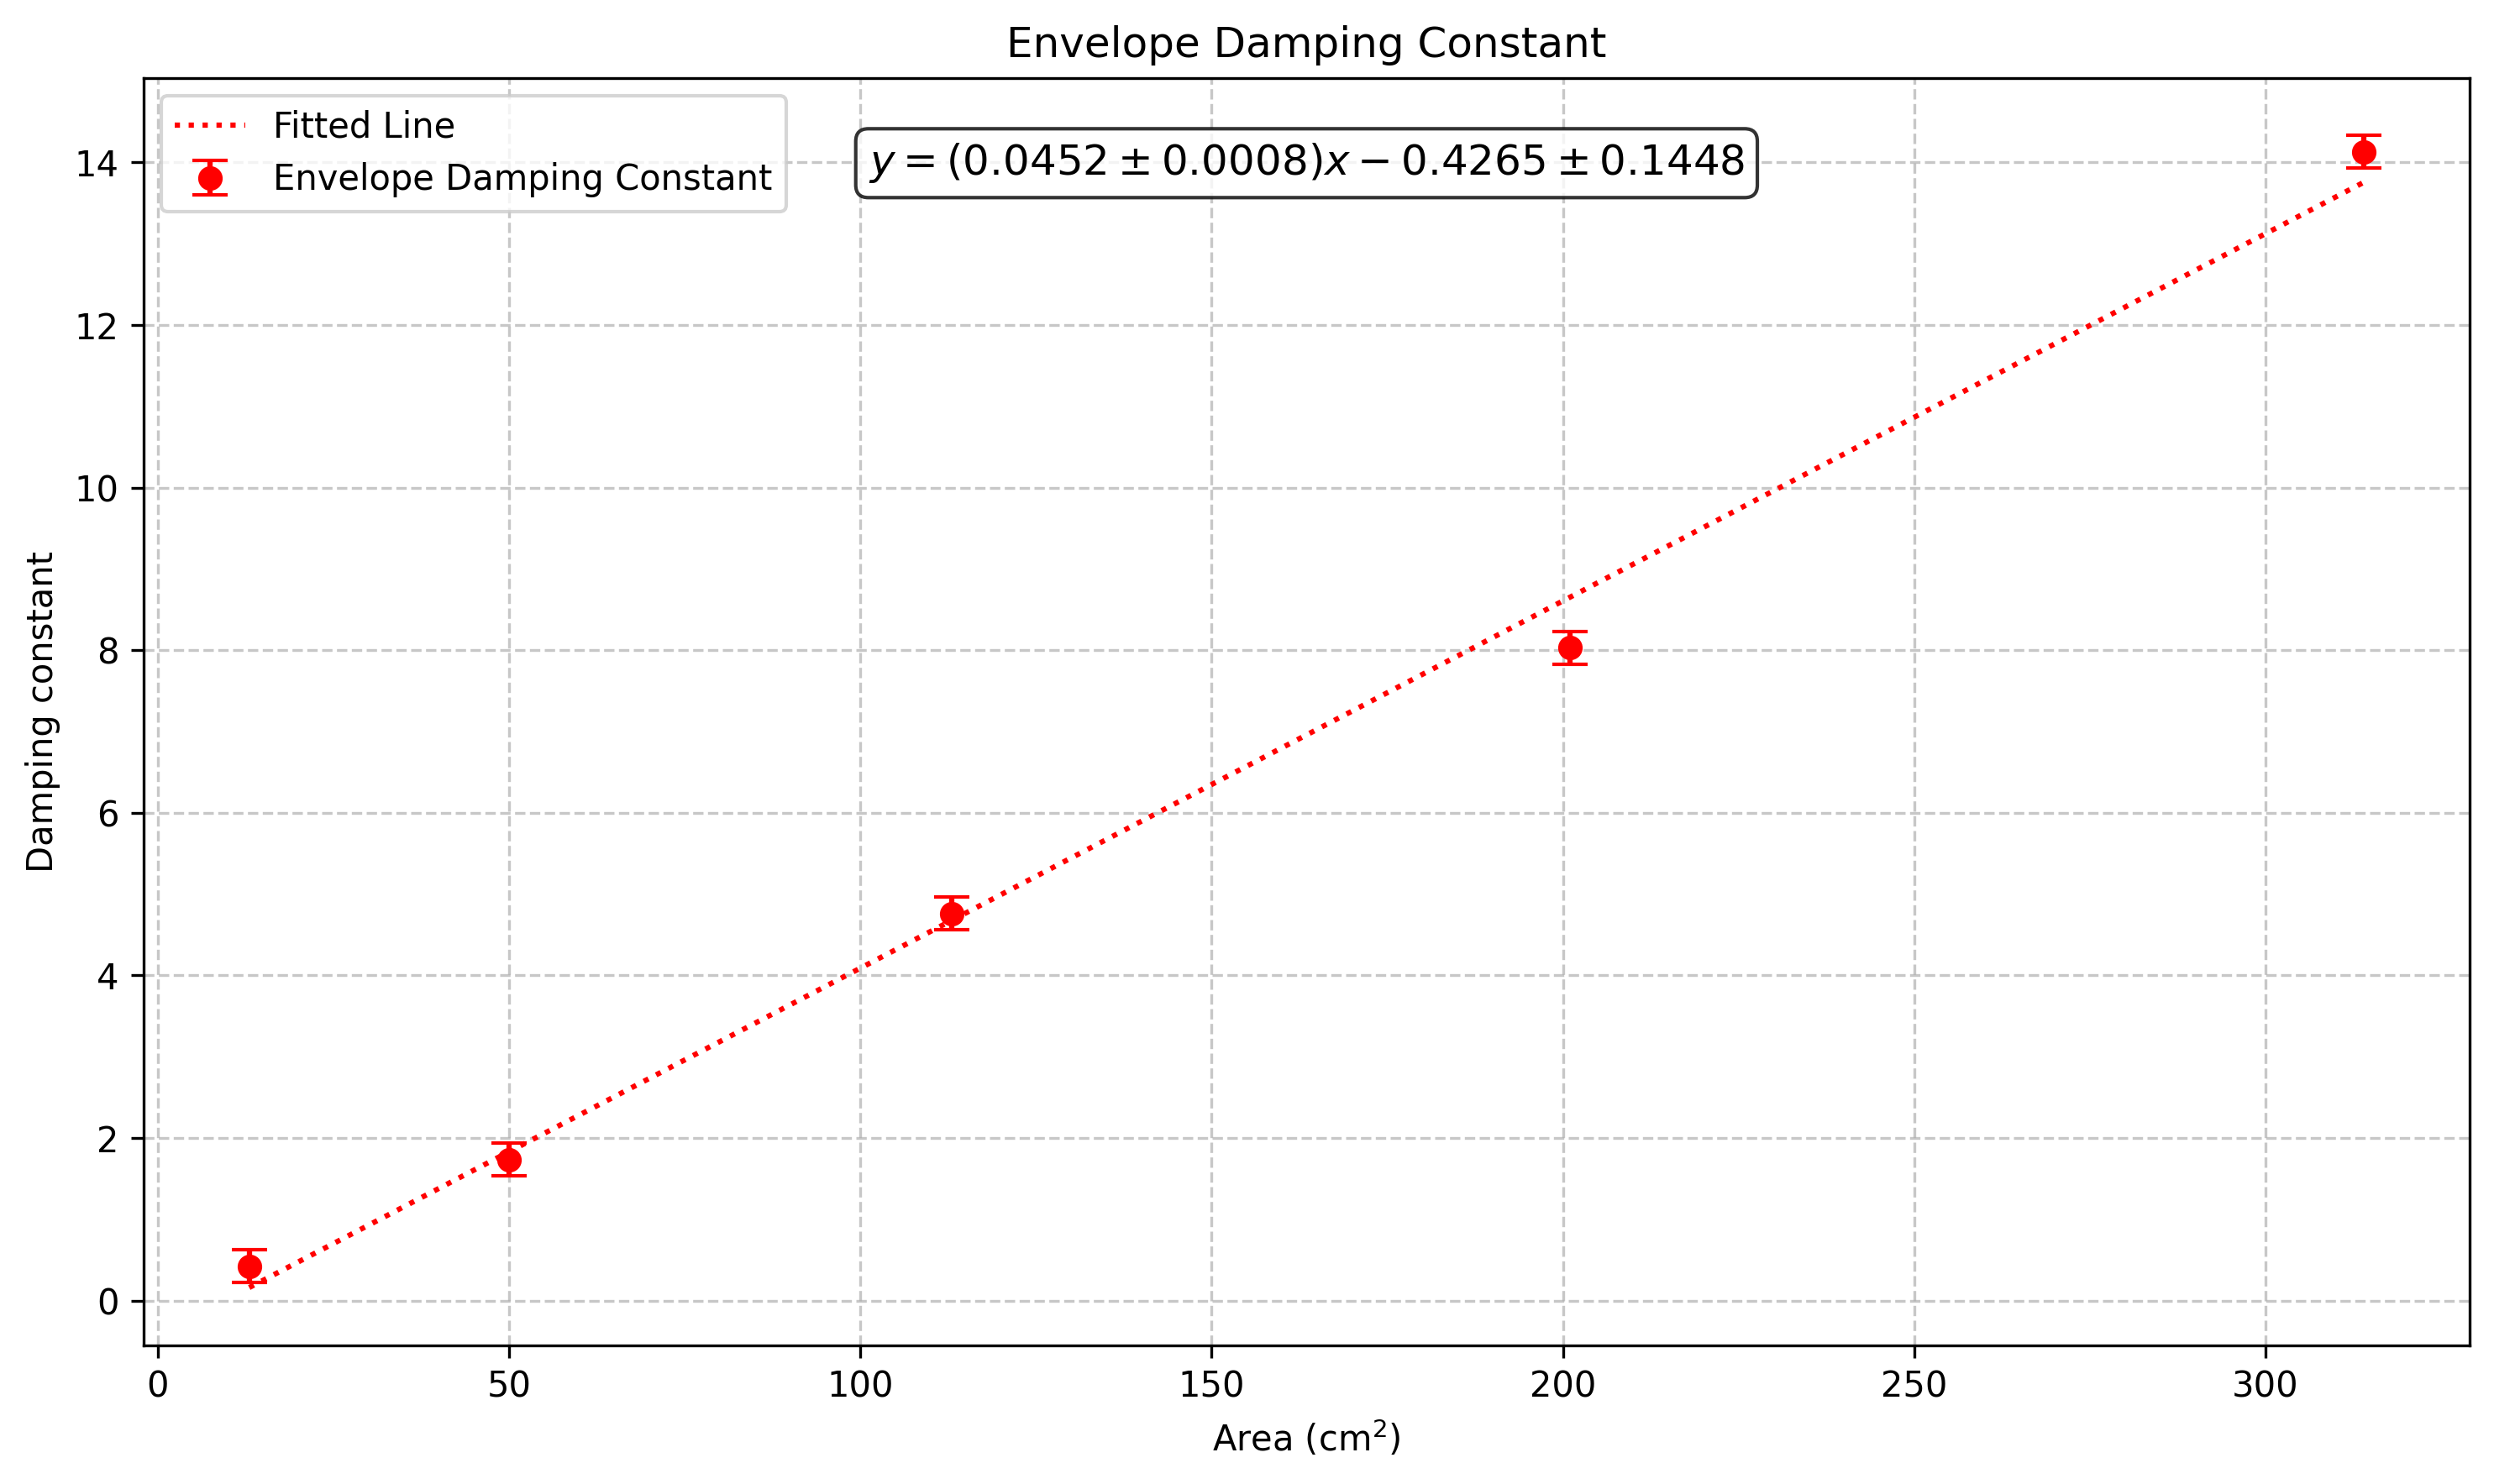 Envelope Damping Constant
Fitted Line
Envelope Damping Constant
y = (0.0452 ± 0.0008)x − 0.4265 ± 0.1448
14
12
10
8
6
4
2
0
Damping constant
0 50 100 150 200 250 300
Area (cm²)